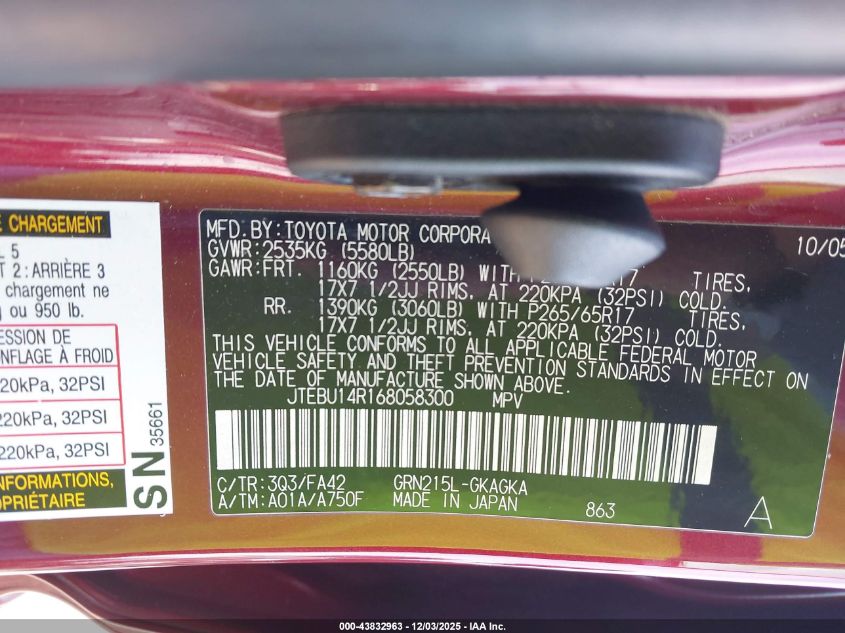 E CHARGEMENT
L 5
T 2: ARRIÈRE 3
chargement ne
) ou 950 lb.
ESSION DE
ONFLAGE À FROID
20kPa, 32PSI
220kPa, 32PSI
220kPa, 32PSI
INFORMATIONS,
OPRIÉTAIRE
SN 35661
MFD. BY: TOYOTA MOTOR CORPORA 10/05
GVWR: 2535KG (5580LB)
GAWR: FRT. 1160KG (2550LB) WITH R17 TIRES,
17X7 1/2JJ RIMS, AT 220KPA (32PSI) COLD.
RR. 1390KG (3060LB) WITH P265/65R17 TIRES,
17X7 1/2JJ RIMS, AT 220KPA (32PSI) COLD.
THIS VEHICLE CONFORMS TO ALL APPLICABLE FEDERAL MOTOR
VEHICLE SAFETY AND THEFT PREVENTION STANDARDS IN EFFECT ON
THE DATE OF MANUFACTURE SHOWN ABOVE.
JTEBU14R168058300 MPV
C/TR: 3Q3/FA42 GRN215L-GKAGKA
A/TM: A01A/A750F MADE IN JAPAN 863 A
000-43832963 - 12/03/2025 - IAA Inc.